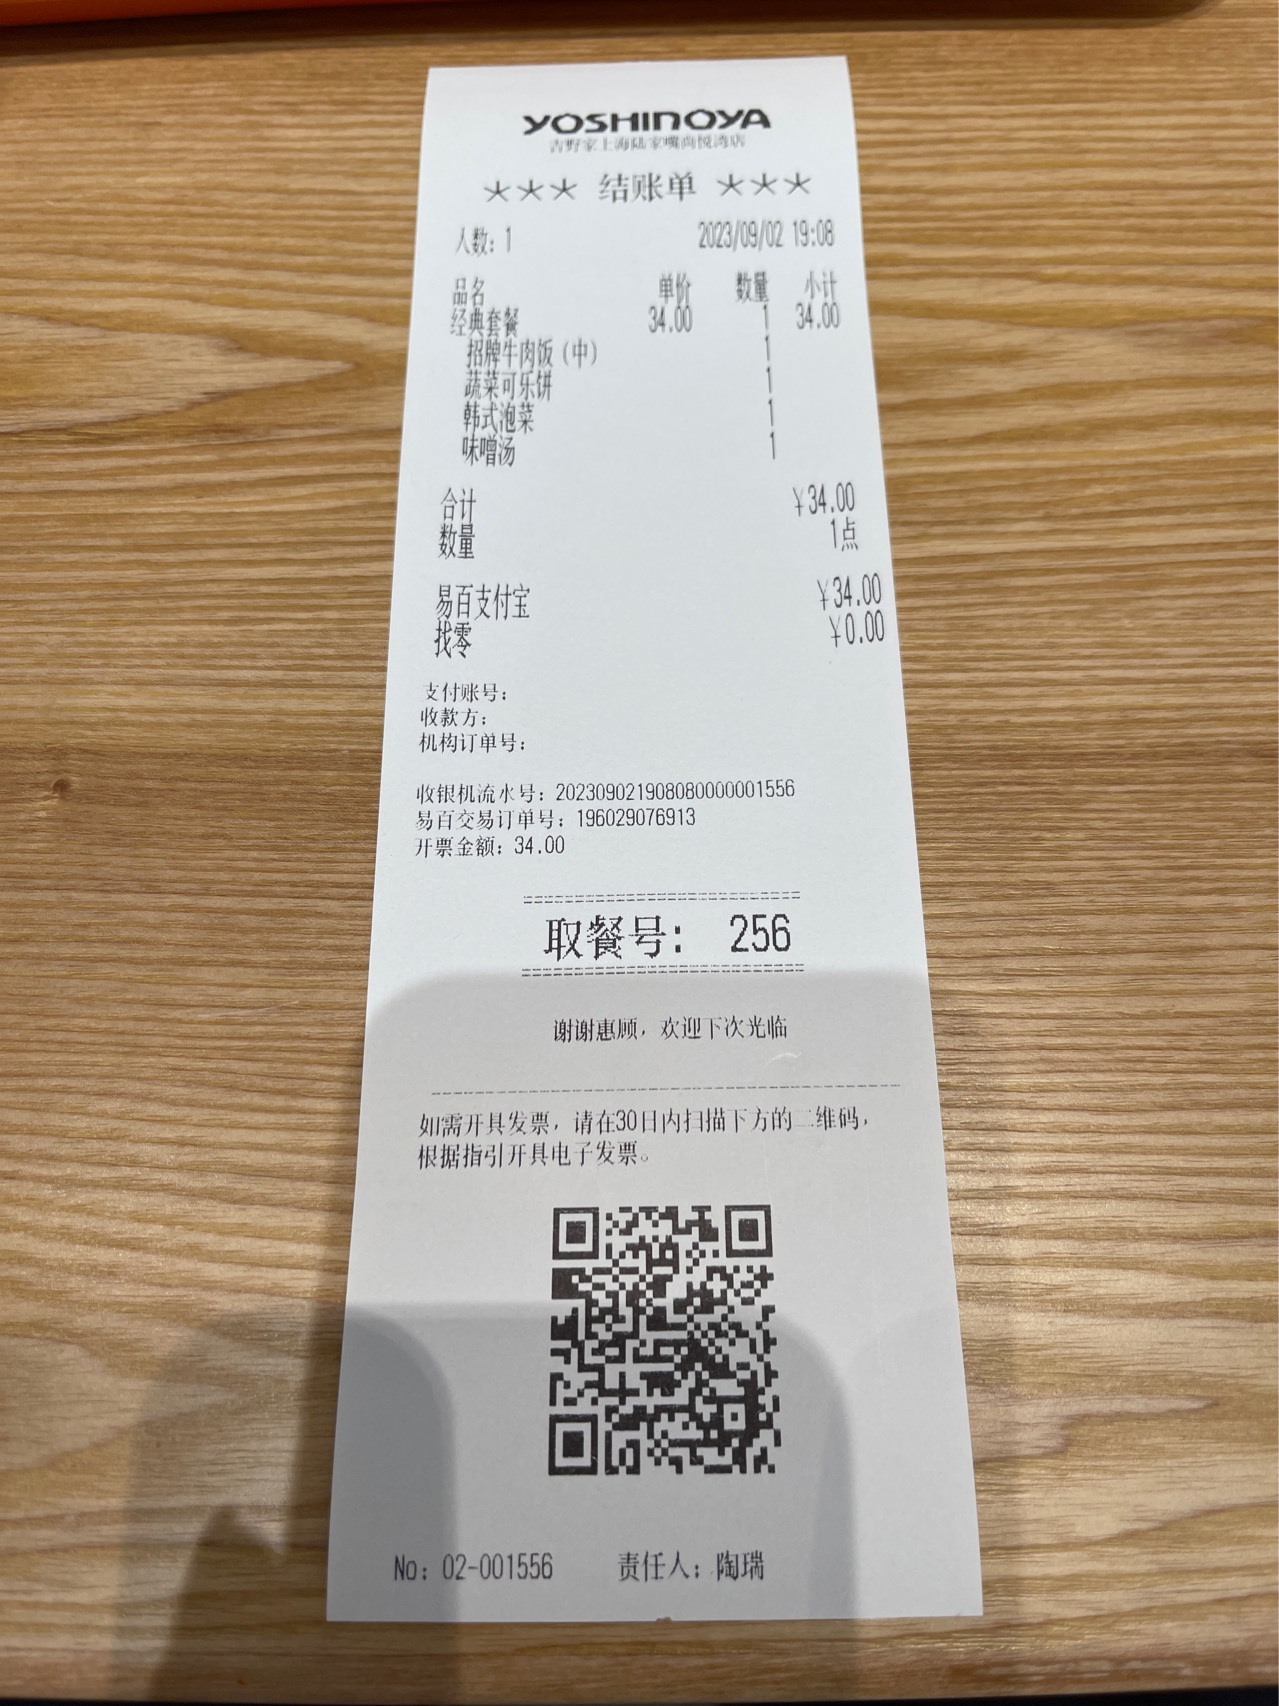 YOSHINOYA
吉野家上海陆家嘴尚悦湾店
*** 结账单 ***
人数:1 2023/09/02 19:08
品名 单价 数量 小计
经典套餐 34.00 1 34.00
招牌牛肉饭(中) 1
蔬菜可乐饼 1
韩式泡菜 1
味噌汤 1
合计 ¥34.00
数量 1点
易百支付宝 ¥34.00
找零 ¥0.00
支付账号:
收款方:
机构订单号:
收银机流水号:2023090219080800000001556
易百交易订单号:196029076913
开票金额:34.00
取餐号: 256
谢谢惠顾,欢迎下次光临
如需开具发票,请在30日内扫描下方的二维码,
根据指引开具电子发票。
No:02-001556 责任人:陶瑞